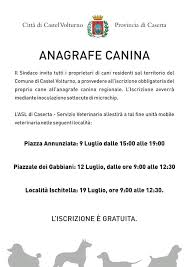 Città di Castel Volturno Provincia di Caserta
ANAGRAFE CANINA
Il Sindaco invita tutti i proprietari di cani residenti sul territorio del
Comune di Castel Volturno, a provvedere all'iscrizione obbligatoria del
proprio cane all'anagrafe canina regionale. L'iscrizione avverrà
mediante inoculazione sottocute di microchip.
L'ASL di Caserta - Servizio Veterinario allestirà a tal fine unità mobile
veterinarie nelle seguenti località:
Piazza Annunziata: 9 Luglio dalle 15:00 alle 19:00
Piazzale dei Gabbiani: 12 Luglio, dalle ore 9:00 alle 12:30
Località Ischitella: 19 Luglio, ore 9:00 alle 12:30.
L'ISCRIZIONE È GRATUITA.